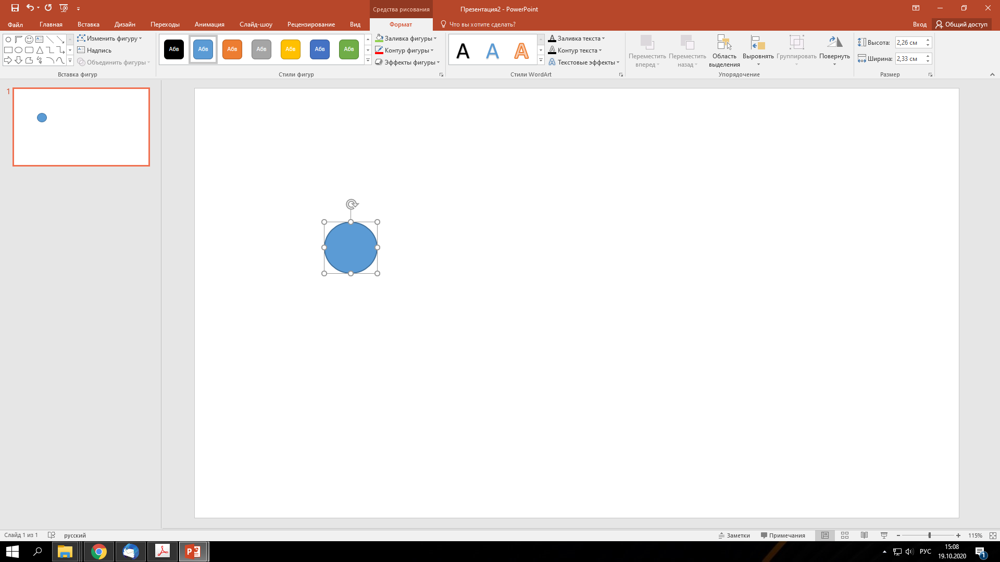 Средства рисования
Презентация2 - PowerPoint
Файл Главная Вставка Дизайн Переходы Анимация Слайд-шоу Рецензирование Вид Формат Что вы хотите сделать? Вход Общий доступ
Изменить фигуру
Надпись
Объединить фигуры
Вставка фигур
Абв Абв Абв Абв Абв Абв Абв
Заливка фигуры
Контур фигуры
Эффекты фигуры
Стили фигур
A A A
Заливка текста
Контур текста
Текстовые эффекты
Стили WordArt
Переместить вперед
Переместить назад
Область выделения
Выровнять
Группировать
Повернуть
Упорядочение
Высота: 2,26 см
Ширина: 2,33 см
Размер
1
Слайд 1 из 1 русский Заметки Примечания 115%
РУС
15:08
19.10.2020
1